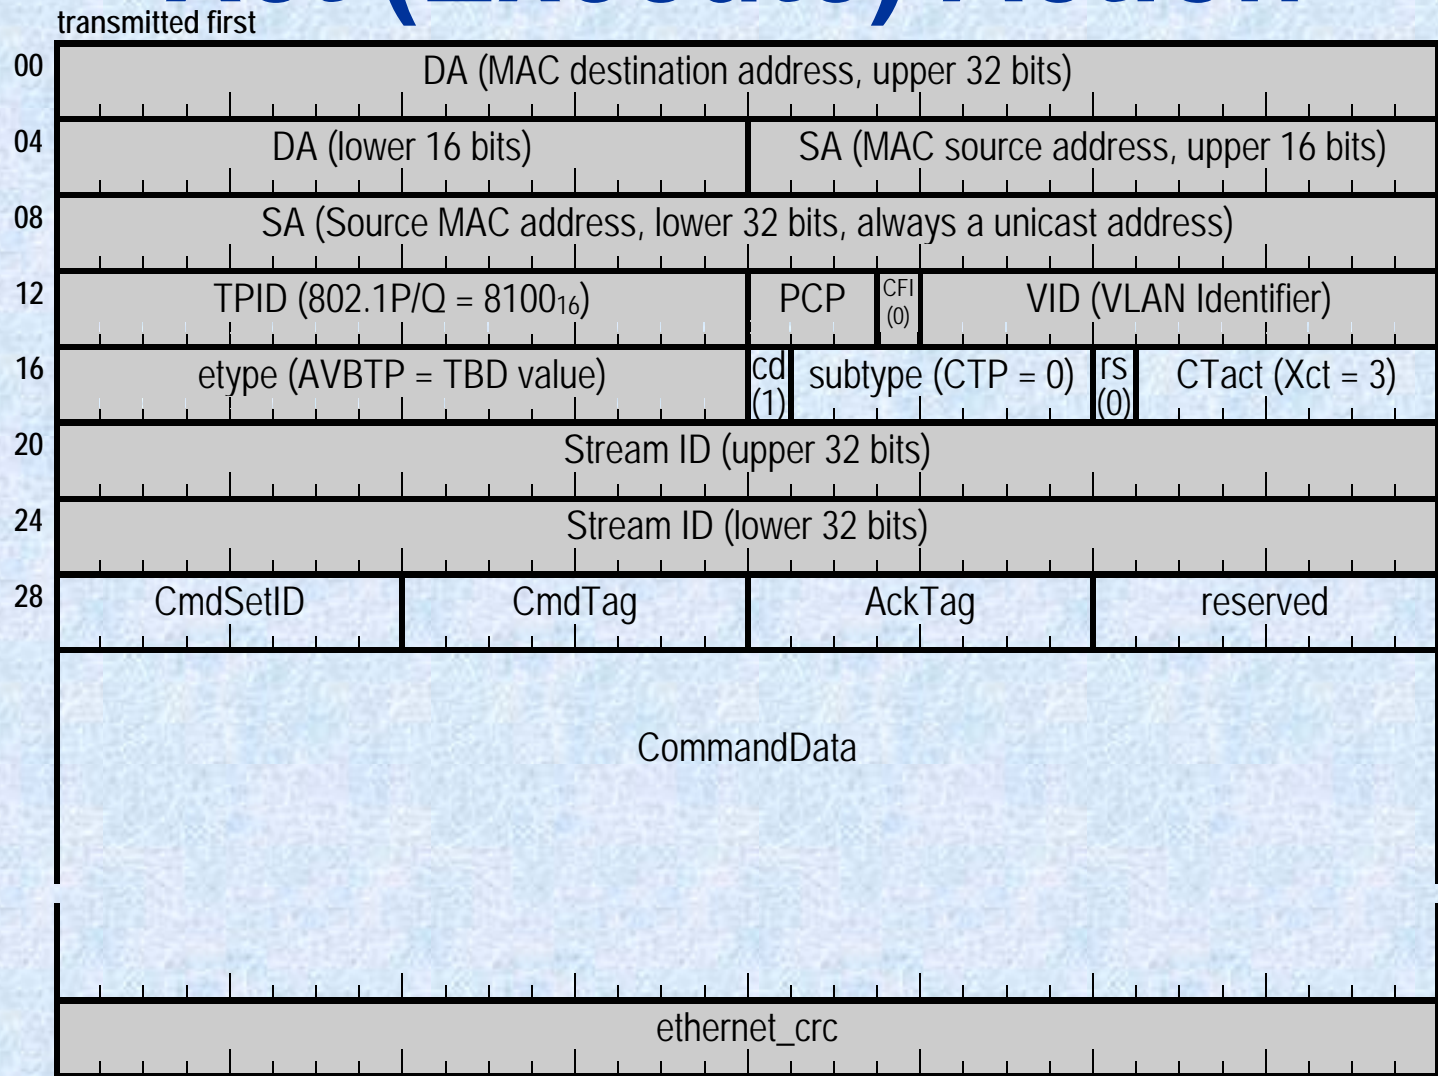 Xct (Execute) Action
transmitted first
00 DA (MAC destination address, upper 32 bits)
04 DA (lower 16 bits) SA (MAC source address, upper 16 bits)
08 SA (Source MAC address, lower 32 bits, always a unicast address)
12 TPID (802.1P/Q = 8100₁₆) PCP CFI (0) VID (VLAN Identifier)
16 etype (AVBTP = TBD value) cd (1) subtype (CTP = 0) rs (0) CTact (Xct = 3)
20 Stream ID (upper 32 bits)
24 Stream ID (lower 32 bits)
28 CmdSetID CmdTag AckTag reserved
CommandData
ethernet_crc